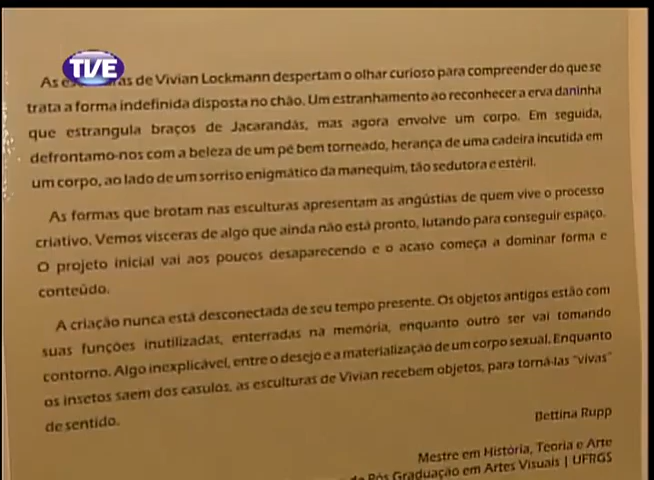 TVE
As esculturas de Vivian Lockmann despertam o olhar curioso para compreender do que se
trata a forma indefinida disposta no chão. Um estranhamento ao reconhecer a erva daninha
que estrangula braços de Jacarandás, mas agora envolve um corpo. Em seguida,
defrontamo-nos com a beleza de um pé bem torneado, herança de uma cadeira incutida em
um corpo, ao lado de um sorriso enigmático da manequim, tão sedutora e estéril.
As formas que brotam nas esculturas apresentam as angústias de quem vive o processo
criativo. Vemos vísceras de algo que ainda não está pronto, lutando para conseguir espaço.
O projeto inicial vai aos poucos desaparecendo e o acaso começa a dominar forma e
conteúdo.
A criação nunca está desconectada de seu tempo presente. Os objetos antigos estão com
suas funções inutilizadas, enterradas na memória, enquanto outro ser vai tomando
contorno. Algo inexplicável, entre o desejo e a materialização de um corpo sexual. Enquanto
os insetos saem dos casulos, as esculturas de Vivian recebem objetos, para torná-las "vivas"
de sentido.
Bettina Rupp
Mestre em História, Teoria e Arte
de Pós Graduação em Artes Visuais | UFRGS